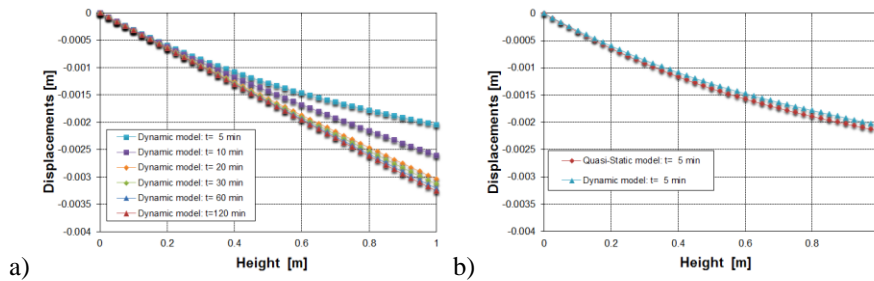 0
-0.0005
-0.001
-0.0015
-0.002
-0.0025
-0.003
-0.0035
-0.004
Displacements [m]
Dynamic model: t= 5 min
Dynamic model: t= 10 min
Dynamic model: t= 20 min
Dynamic model: t= 30 min
Dynamic model: t= 60 min
Dynamic model: t=120 min
0 0.2 0.4 0.6 0.8 1
Height [m]
a)
0
-0.0005
-0.001
-0.0015
-0.002
-0.0025
-0.003
-0.0035
-0.004
Displacements [m]
Quasi-Static model: t= 5 min
Dynamic model: t= 5 min
0 0.2 0.4 0.6 0.8
Height [m]
b)